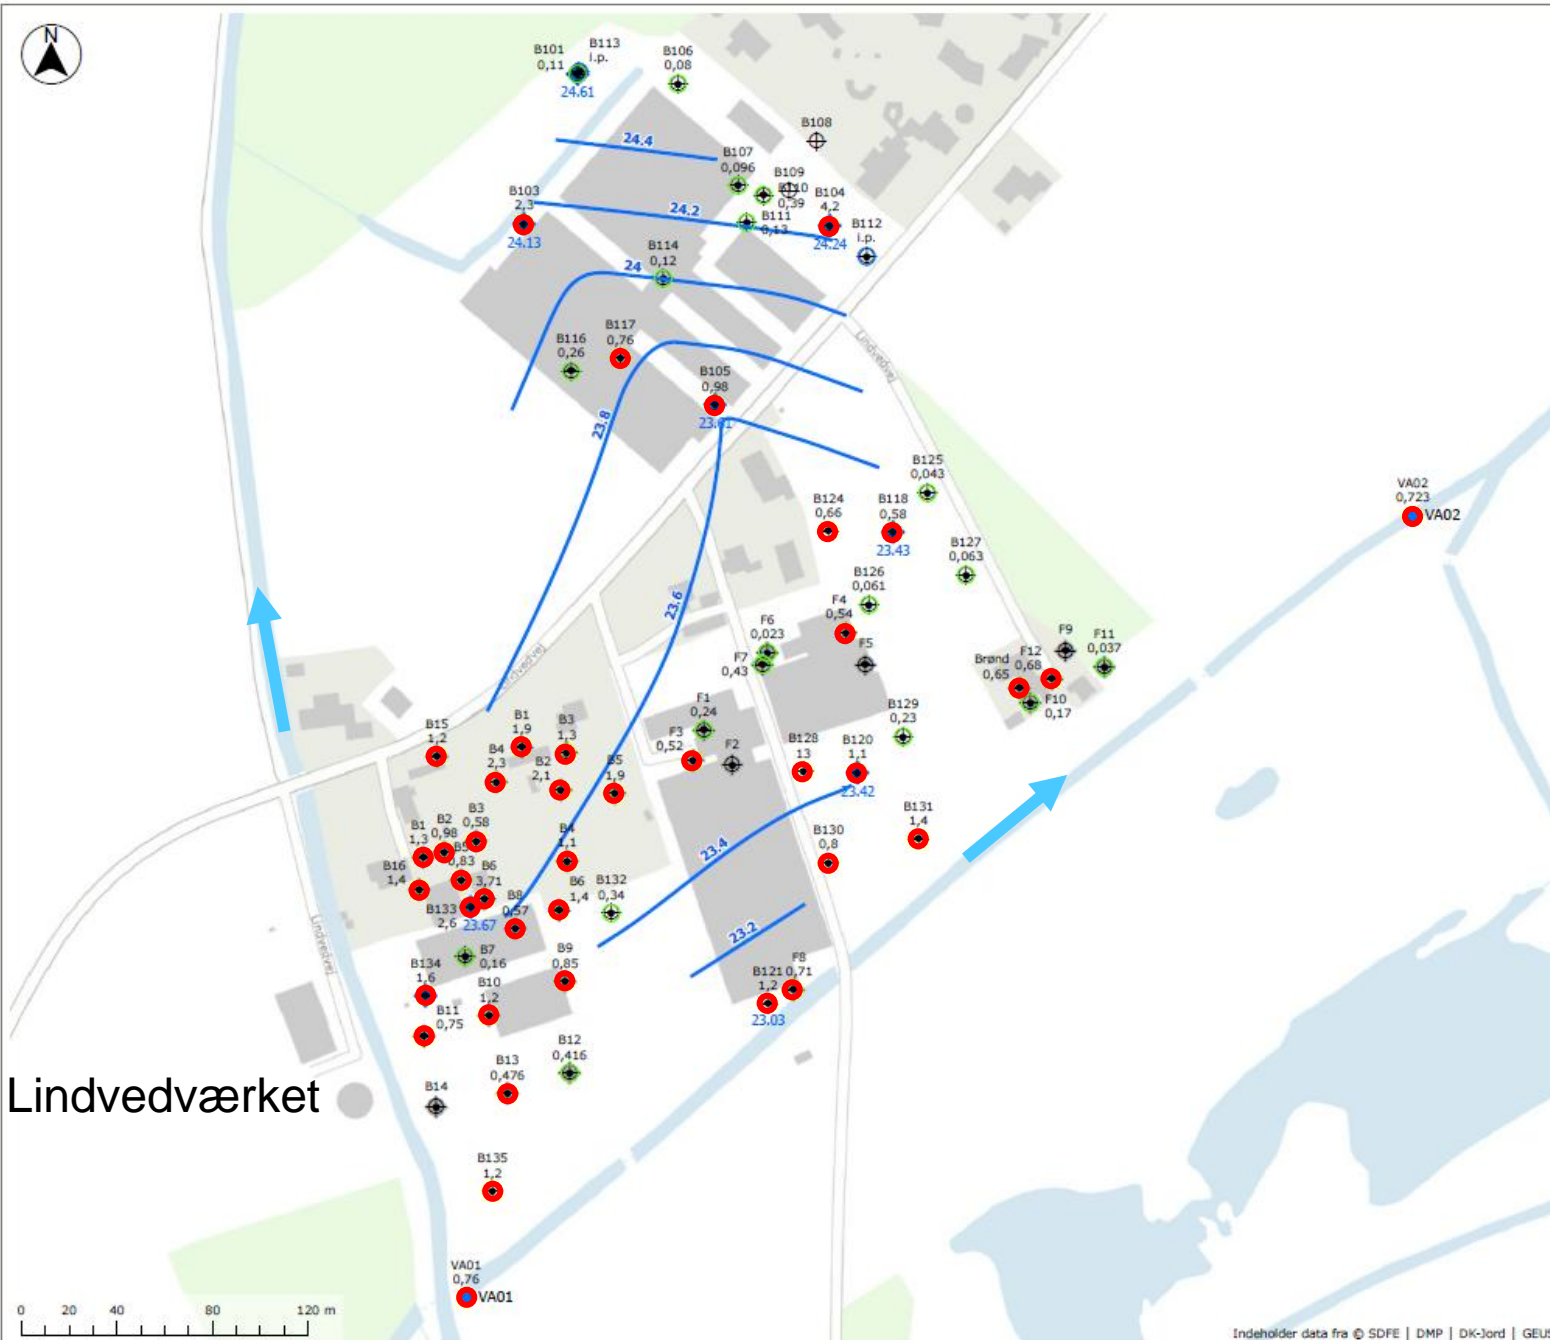 N
B101
0,11
B113
i.p.
24.61
B106
0,08
24.4
B108
B107
0,096
B109
B110
0,39
B103
2,3
24.13
24.2
B111
0,13
B104
4,2
24.24
B112
i.p.
B114
0,12
24
B116
0,26
B117
0,76
Lindvedvej
B105
0,98
23.61
23.8
B125
0,043
B124
0,66
B118
0,58
23.43
VA02
0,723
VA02
B127
0,063
B126
0,061
23.6
F4
0,54
F6
0,023
F7
0,43
F5
F9
F11
0,037
Brønd
0,65
F12
0,68
F10
0,17
Lindvedvej
F1
0,24
F3
0,52
F2
B129
0,23
B15
1,2
B1
1,9
B3
1,3
B4
2,3
B2
2,1
B5
1,9
B128
13
B120
1,1
23.42
B131
1,4
B130
0,8
23.4
B1
1,3
B2
0,98
B3
0,58
B5
0,83
B4
1,1
B16
1,4
B6
3,71
B133
2,6
23.67
B8
0,57
B6
1,4
B132
0,34
23.2
Lindvedvej
B7
0,16
B9
0,85
B134
1,6
B10
1,2
B11
0,75
B121
1,2
23.03
F8
0,71
B12
0,416
B13
0,476
B14
Lindvedværket
B135
1,2
VA01
0,76
VA01
0 20 40 80 120 m
Indeholder data fra © SDFE | DMP | DK-Jord | GEUS